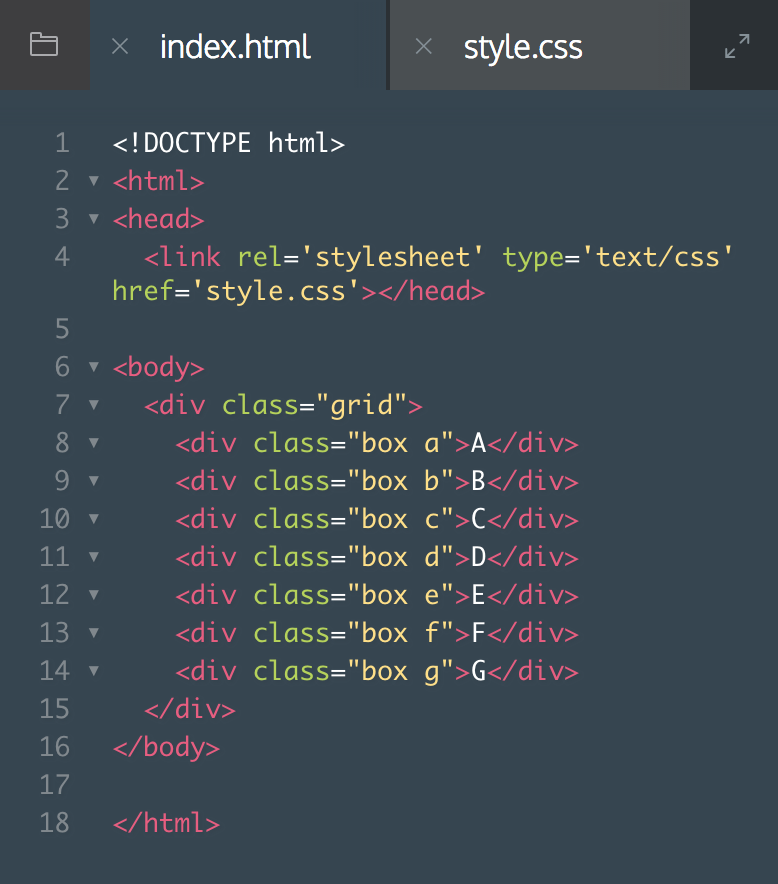 index.html
style.css
1 <!DOCTYPE html>
2 <html>
3 <head>
4   <link rel='stylesheet' type='text/css'
href='style.css'></head>
5
6 <body>
7   <div class="grid">
8     <div class="box a">A</div>
9     <div class="box b">B</div>
10     <div class="box c">C</div>
11     <div class="box d">D</div>
12     <div class="box e">E</div>
13     <div class="box f">F</div>
14     <div class="box g">G</div>
15   </div>
16 </body>
17
18 </html>